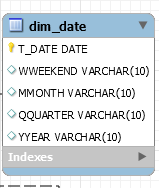 dim_date
T_DATE DATE
WWEEKEND VARCHAR(10)
MMONTH VARCHAR(10)
QQUARTER VARCHAR(10)
YYEAR VARCHAR(10)
Indexes